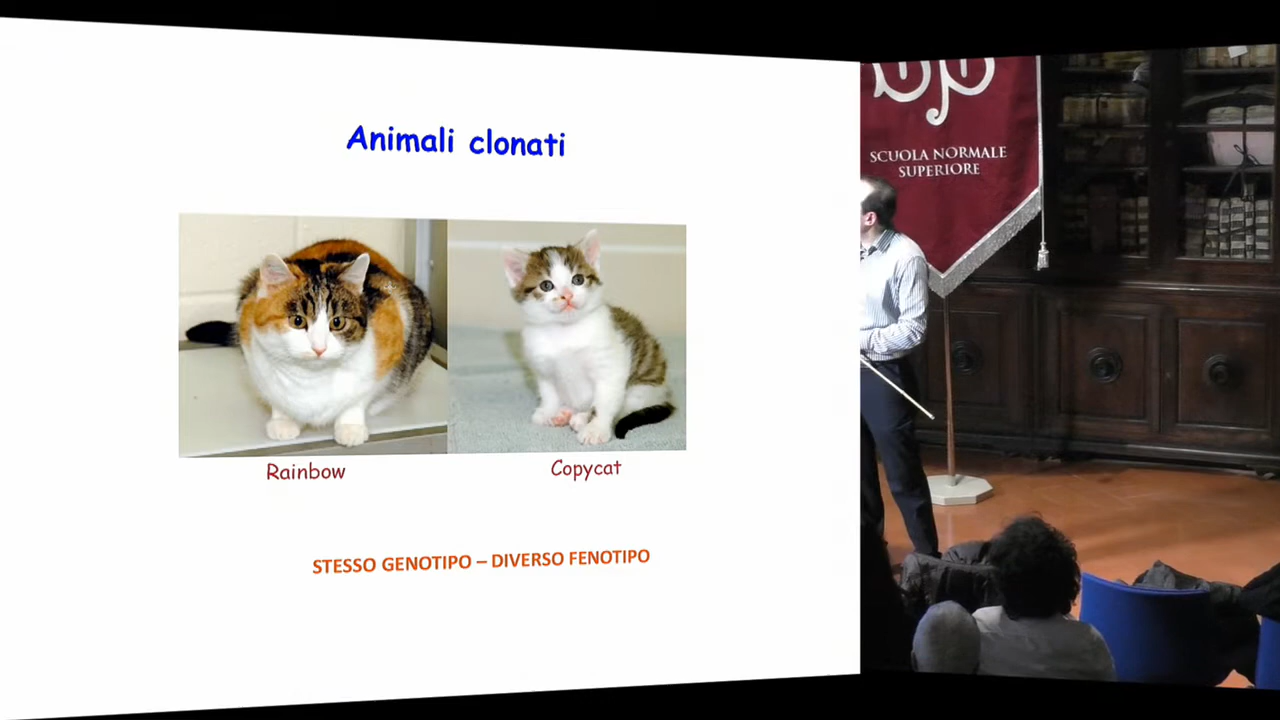 Animali clonati
Rainbow
Copycat
STESSO GENOTIPO – DIVERSO FENOTIPO
SCUOLA NORMALE
SUPERIORE